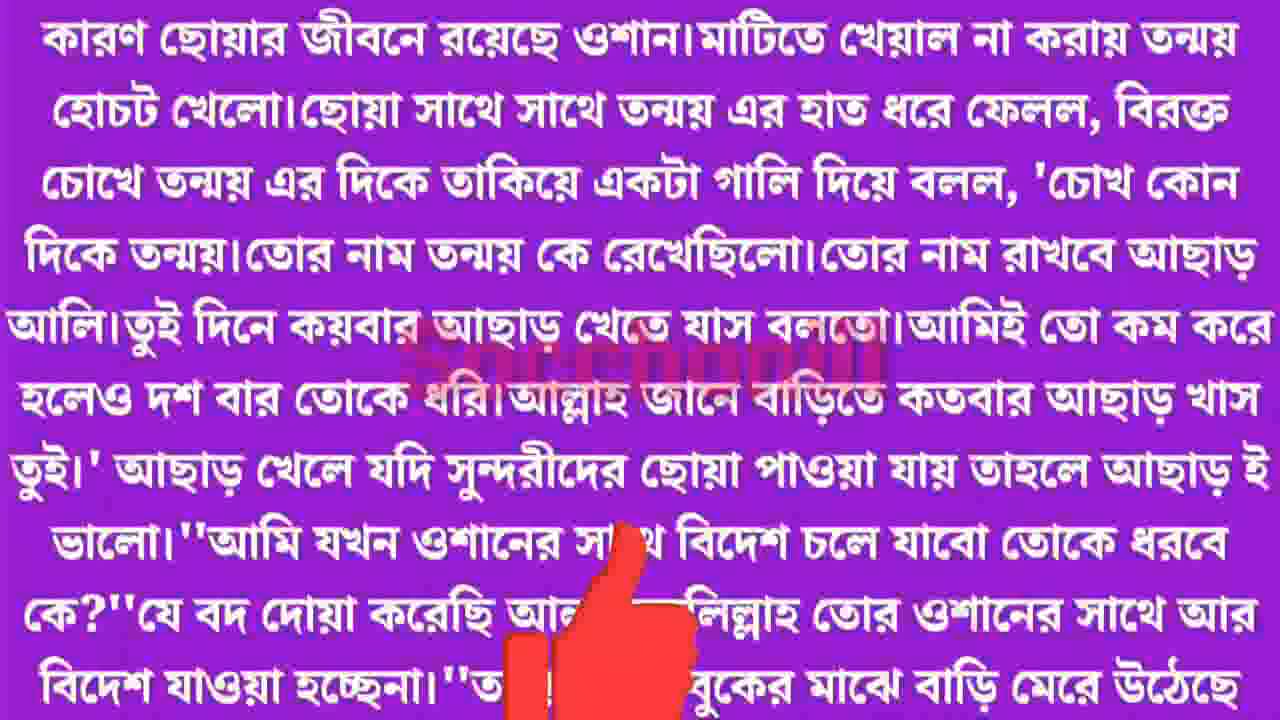 কারণ ছোয়ার জীবনে রয়েছে ওশান।মাটিতে খেয়াল না করায় তন্ময়
হোচট খেলো।ছোয়া সাথে সাথে তন্ময় এর হাত ধরে ফেলল, বিরক্ত
চোখে তন্ময় এর দিকে তাকিয়ে একটা গালি দিয়ে বলল, 'চোখ কোন
দিকে তন্ময়।তোর নাম তন্ময় কে রেখেছিলো।তোর নাম রাখবে আছাড়
আলি।তুই দিনে কয়বার আছাড় খেতে যাস বলতো।আমিই তো কম করে
হলেও দশ বার তোকে ধরি।আল্লাহ জানে বাড়িতে কতবার আছাড় খাস
তুই।' আছাড় খেলে যদি সুন্দরীদের ছোয়া পাওয়া যায় তাহলে আছাড় ই
ভালো।''আমি যখন ওশানের বিদেশ চলে যাবো তোকে ধরবে
কে?''যে বদ দোয়া করেছি তোর ওশানের সাথে আর
বিদেশ যাওয়া হচ্ছেনা।'' বুকের মাঝে বাড়ি মেরে উঠেছে